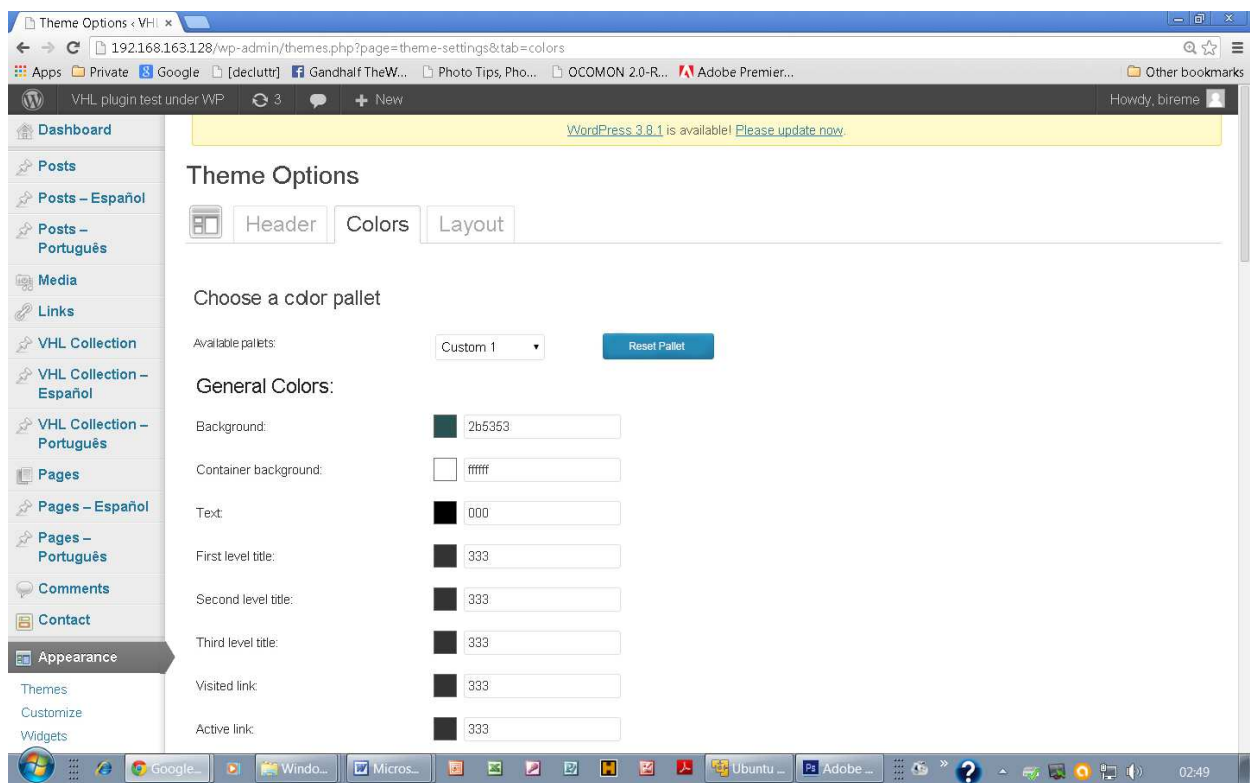 Theme Options ‹ VHL
192.168.163.128/wp-admin/themes.php?page=theme-settings&tab=colors
Apps Private Google [decluttr] Gandhalf TheW... Photo Tips, Pho... OCOMON 2.0-R... Adobe Premier... Other bookmarks
VHL plugin test under WP 3 + New Howdy, bireme
WordPress 3.8.1 is available! Please update now.
Dashboard
Posts
Posts – Español
Posts –
Português
Media
Links
VHL Collection
VHL Collection –
Español
VHL Collection –
Português
Pages
Pages – Español
Pages –
Português
Comments
Contact
Appearance
Themes
Customize
Widgets
Theme Options
Header Colors Layout
Choose a color pallet
Available pallets: Custom 1 Reset Pallet
General Colors:
Background: 2b5353
Container background: ffffff
Text: 000
First level title: 333
Second level title: 333
Third level title: 333
Visited link: 333
Active link: 333
Google... Windo... Micros... Ubuntu ... Adobe ... 02:49